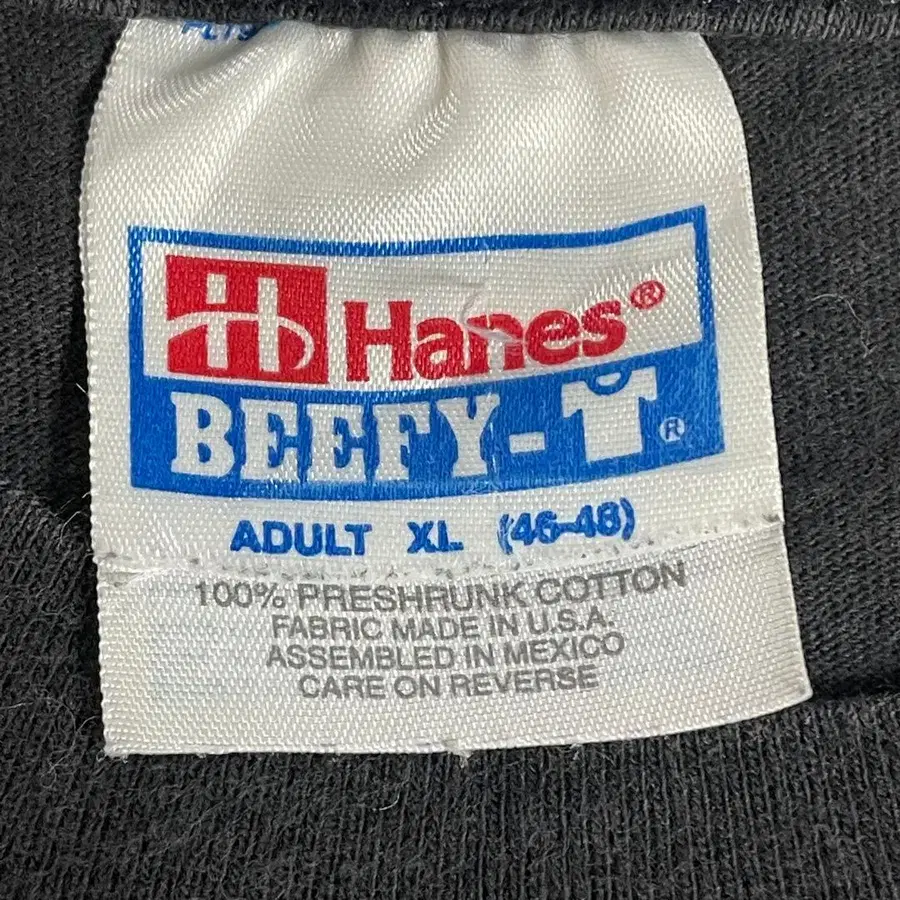 Hanes®
BEEFY-T®
ADULT XL (46-48)
100% PRESHRUNK COTTON
FABRIC MADE IN U.S.A.
ASSEMBLED IN MEXICO
CARE ON REVERSE